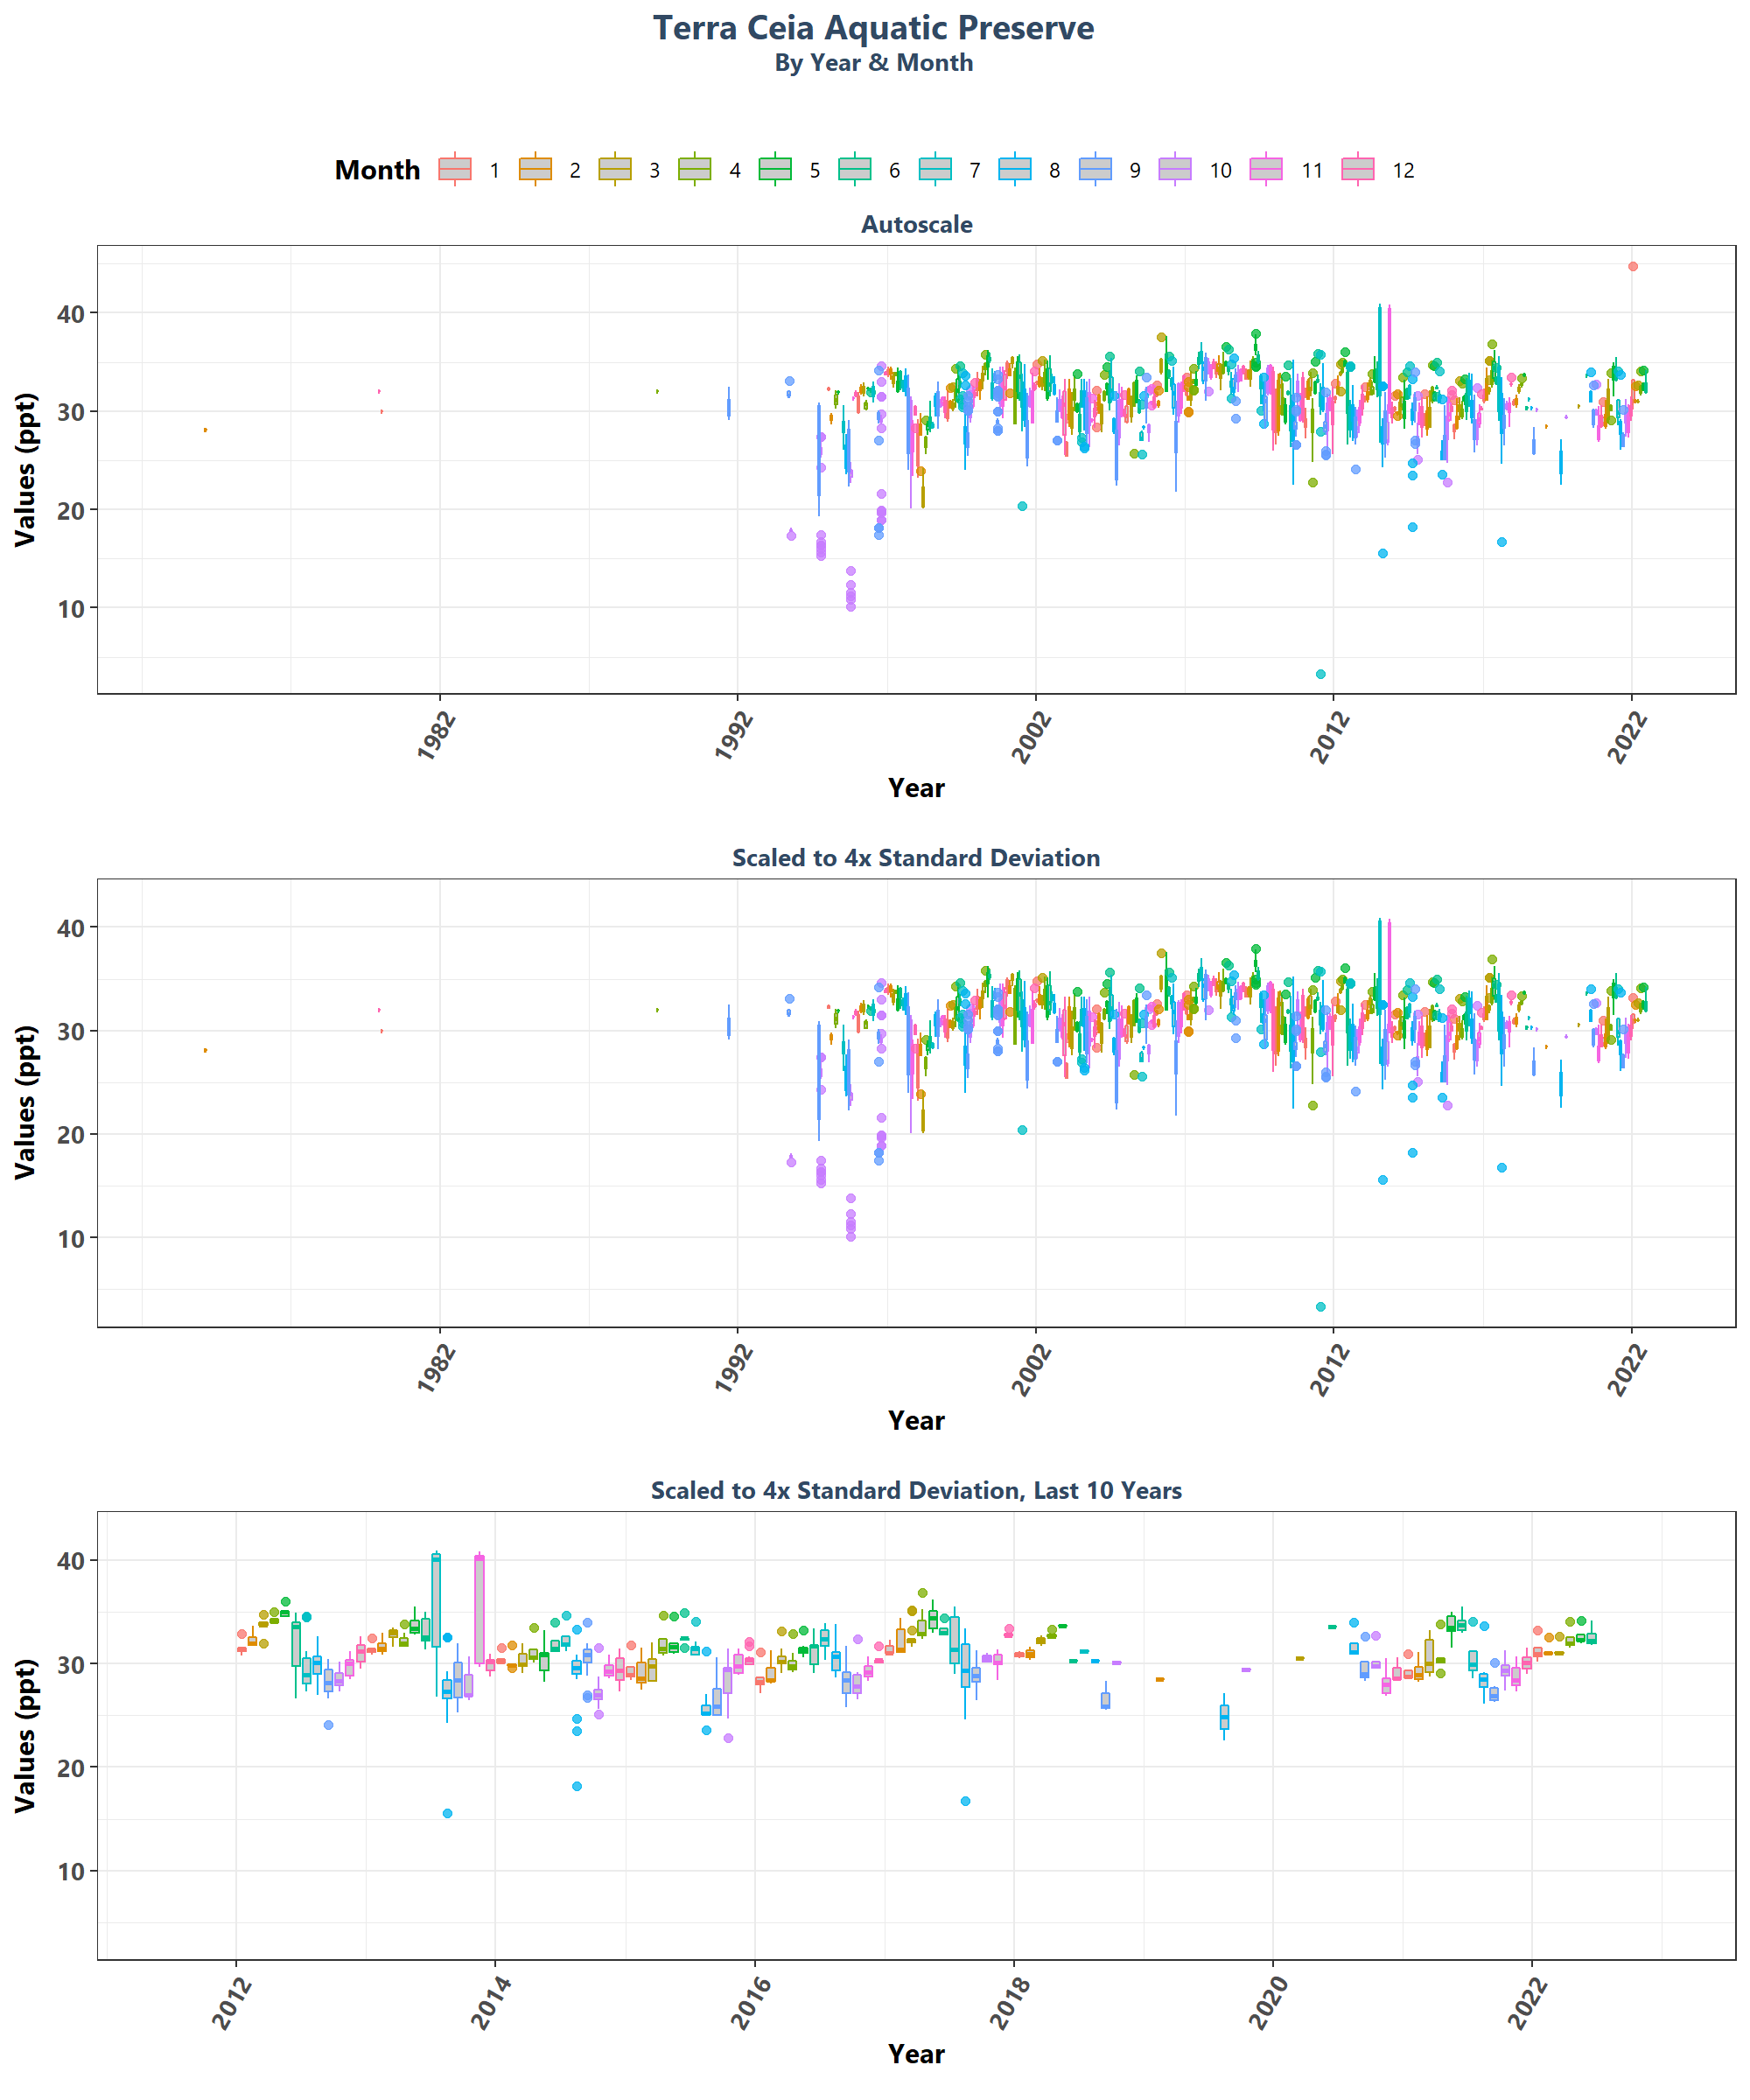 Terra Ceia Aquatic Preserve
By Year & Month
Month 1 2 3 4 5 6 7 8 9 10 11 12
Autoscale
Values (ppt)
40
30
20
10
1982 1992 2002 2012 2022
Year
Scaled to 4x Standard Deviation
Values (ppt)
40
30
20
10
1982 1992 2002 2012 2022
Year
Scaled to 4x Standard Deviation, Last 10 Years
Values (ppt)
40
30
20
10
2012 2014 2016 2018 2020 2022
Year